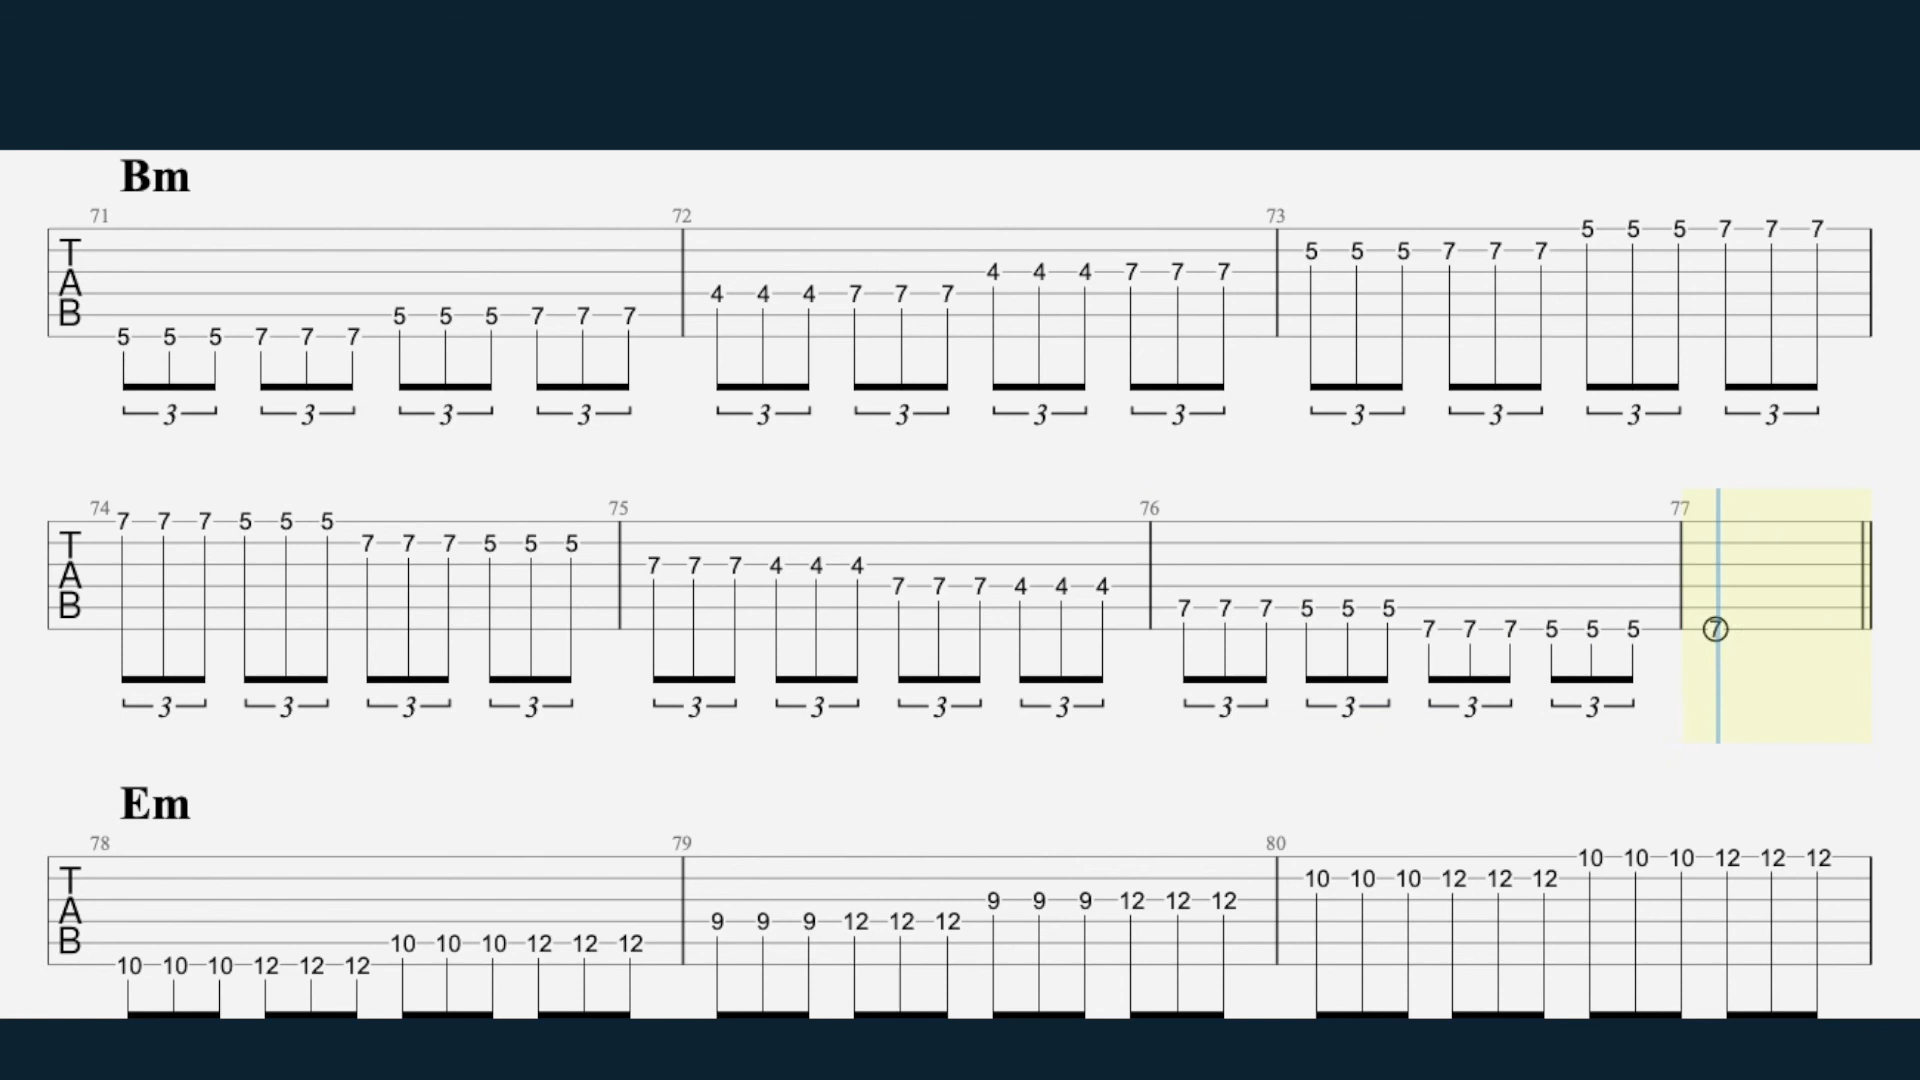 Bm
71 72 73
5 5 5 7 7 7
T
A
B
5 5 5 7 7 7 5 5 5 7 7 7 4 4 4 7 7 7 4 4 4 7 7 7 5 5 5 7 7 7
3 3 3 3 3 3 3 3 3 3 3 3
74 75 76 77
T
A
B
7 7 7 5 5 5 7 7 7 5 5 5 7 7 7 4 4 4 7 7 7 4 4 4 7 7 7 5 5 5 7 7 7 5 5 5 7
3 3 3 3 3 3 3 3 3 3 3 3
Em
78 79 80
T
A
B
10 10 10 12 12 12 10 10 10 12 12 12 9 9 9 12 12 12 9 9 9 12 12 12 10 10 10 12 12 12 10 10 10 12 12 12